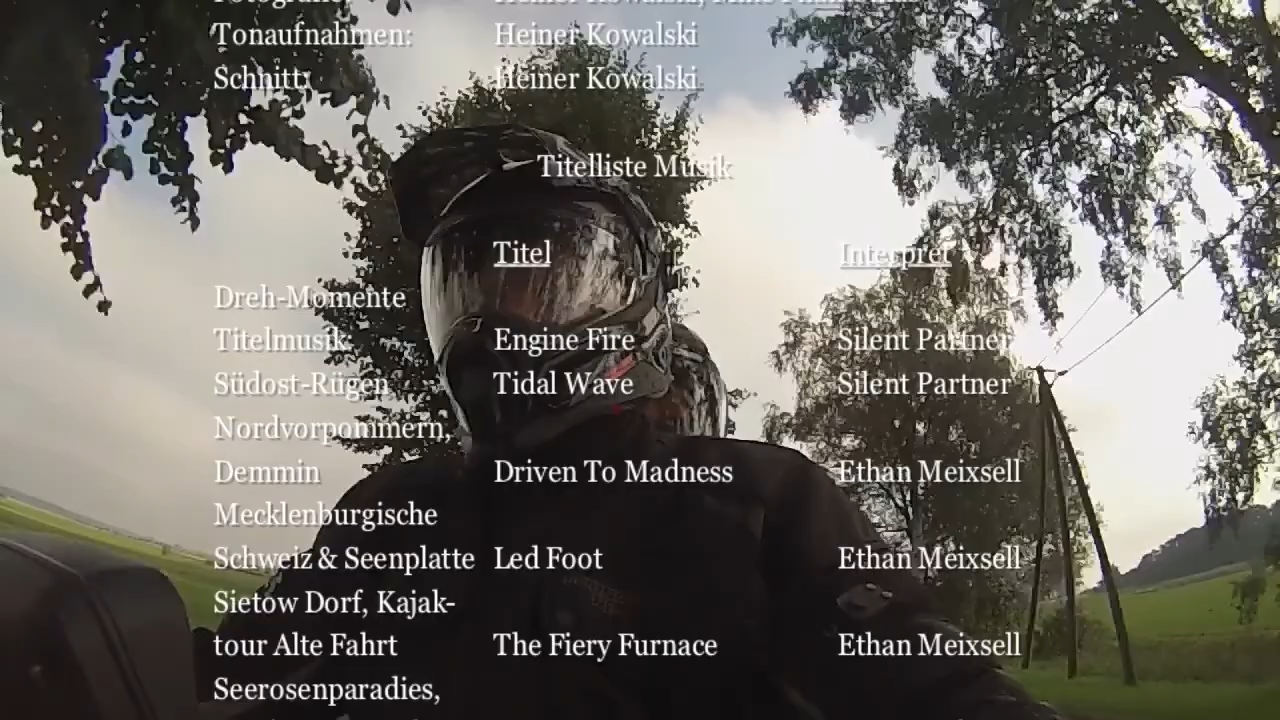 Tonaufnahmen: Heiner Kowalski
Schnitt: Heiner Kowalski
Titelliste Musik
Titel Interpret
Dreh-Momente
Titelmusik Engine Fire Silent Partner
Südost-Rügen Tidal Wave Silent Partner
Nordvorpommern,
Demmin Driven To Madness Ethan Meixsell
Mecklenburgische
Schweiz & Seenplatte Led Foot Ethan Meixsell
Sietow Dorf, Kajak-
tour Alte Fahrt The Fiery Furnace Ethan Meixsell
Seerosenparadies,